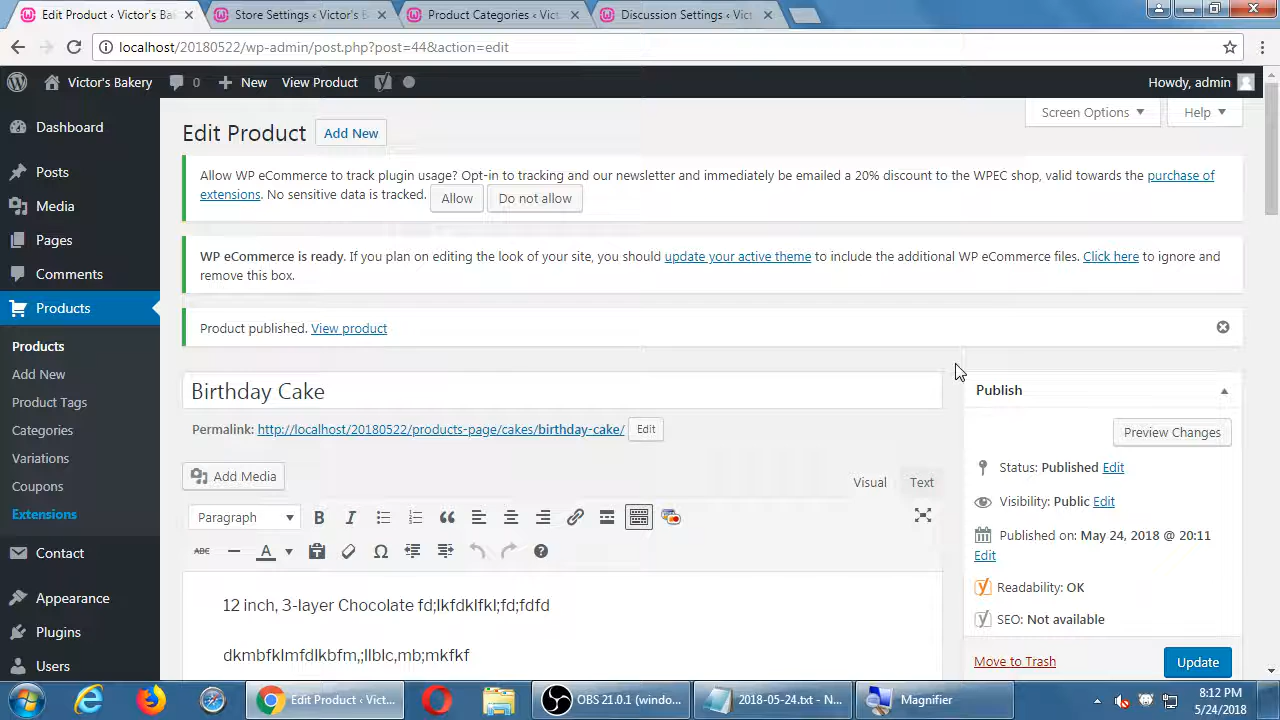 Edit Product ‹ Victor's Ba
Store Settings ‹ Victor's B
Product Categories ‹ Vict
Discussion Settings ‹ Vict
localhost/20180522/wp-admin/post.php?post=44&action=edit
Victor's Bakery 0 New View Product Howdy, admin
Screen Options Help
Dashboard
Posts
Media
Pages
Comments
Products
Products
Add New
Product Tags
Categories
Variations
Coupons
Extensions
Contact
Appearance
Plugins
Users
Edit Product Add New
Allow WP eCommerce to track plugin usage? Opt-in to tracking and our newsletter and immediately be emailed a 20% discount to the WPEC shop, valid towards the purchase of
extensions. No sensitive data is tracked. Allow Do not allow
WP eCommerce is ready. If you plan on editing the look of your site, you should update your active theme to include the additional WP eCommerce files. Click here to ignore and
remove this box.
Product published. View product
Birthday Cake
Permalink: http://localhost/20180522/products-page/cakes/birthday-cake/ Edit
Add Media
Visual Text
Paragraph
12 inch, 3-layer Chocolate fd;lkfdklfkl;fd;fdfd
dkmbfklmfdlkbfm,;llblc,mb;mkfkf
Publish
Preview Changes
Status: Published Edit
Visibility: Public Edit
Published on: May 24, 2018 @ 20:11
Edit
Readability: OK
SEO: Not available
Move to Trash Update
Edit Product ‹ Vict...
OBS 21.0.1 (windo...
2018-05-24.txt - N...
Magnifier
8:12 PM
5/24/2018